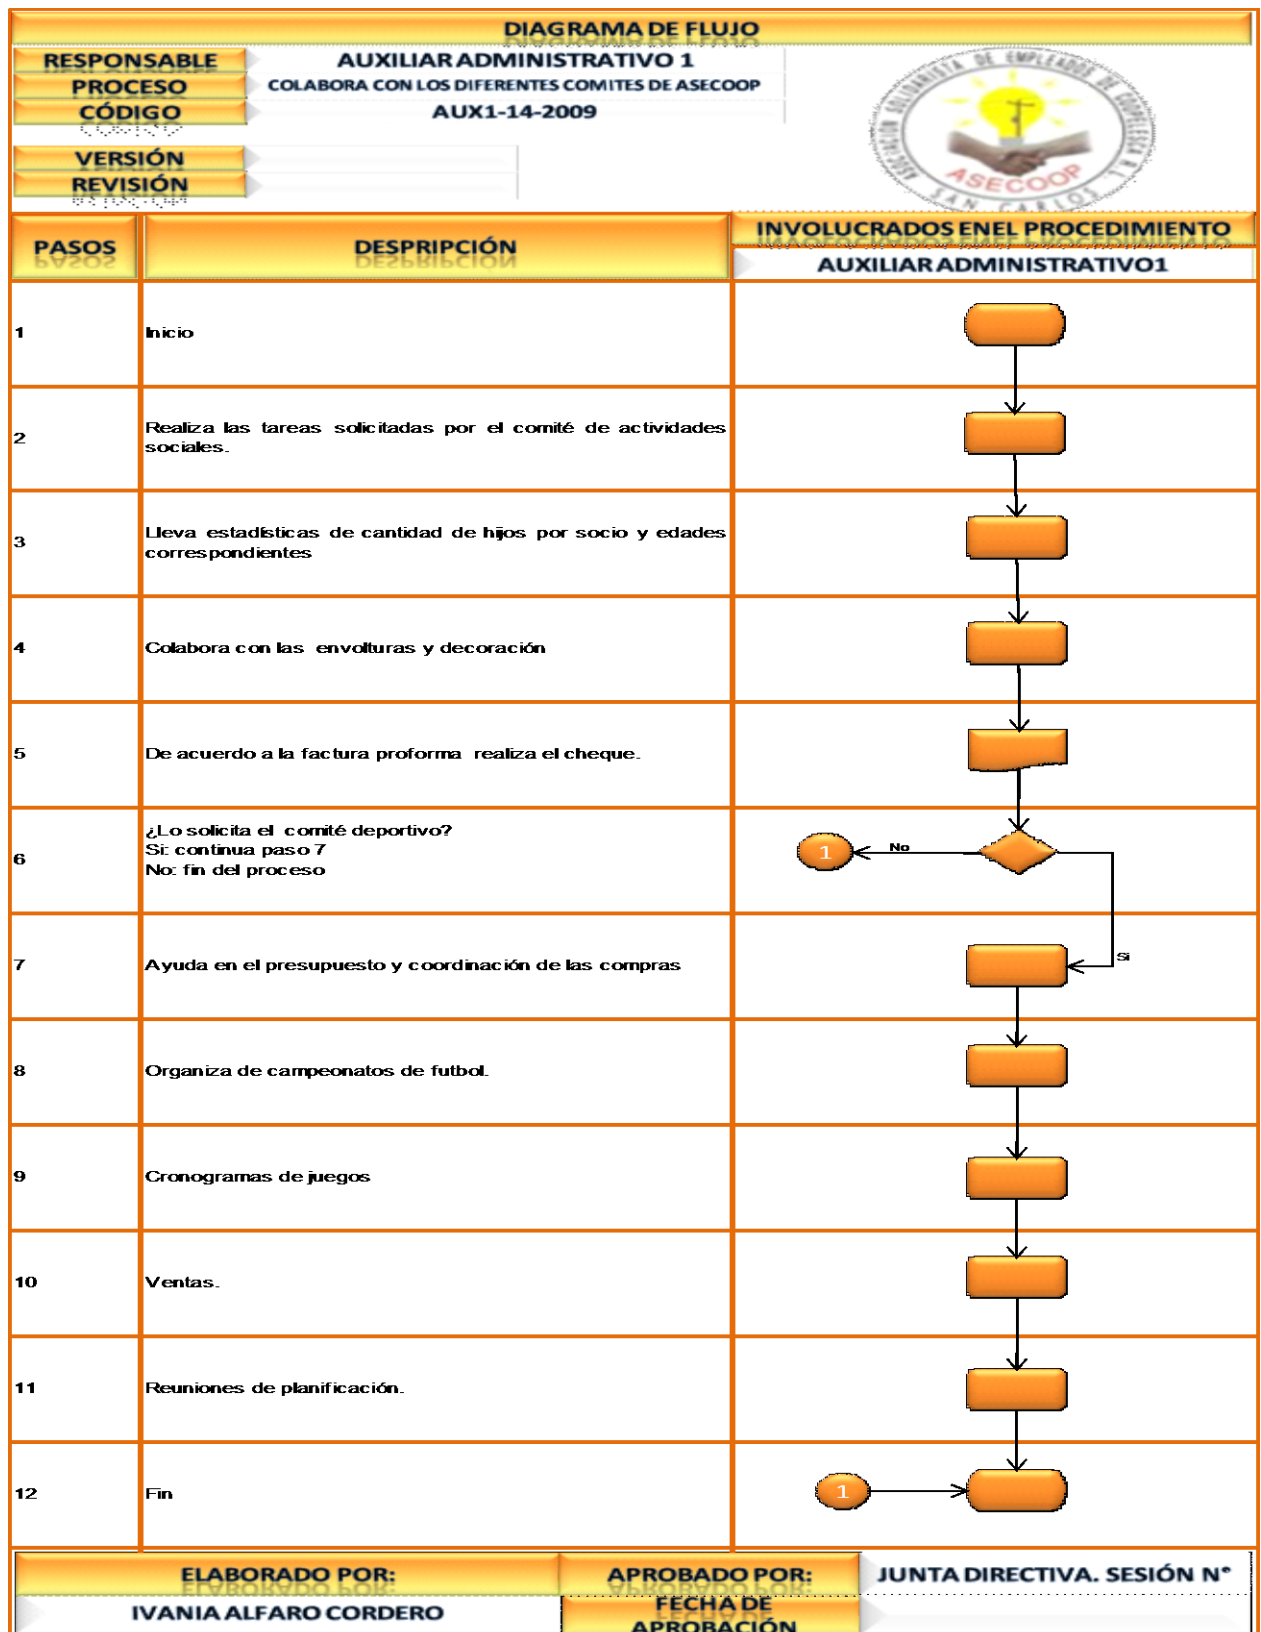 DIAGRAMA DE FLUJO
RESPONSABLE AUXILIAR ADMINISTRATIVO 1
PROCESO COLABORA CON LOS DIFERENTES COMITES DE ASECOOP
CÓDIGO AUX1-14-2009
VERSIÓN
REVISIÓN
ASOCIACIÓN SOLIDARISTA DE EMPLEADOS DE COOPELESCA R.L.
ASECOOP
SAN CARLOS
PASOS DESPRIPCIÓN INVOLUCRADOS ENEL PROCEDIMIENTO
AUXILIAR ADMINISTRATIVO1
1 Inicio
2 Realiza las tareas solicitadas por el comité de actividades
sociales.
3 Lleva estadísticas de cantidad de hijos por socio y edades
correspondientes
4 Colabora con las envolturas y decoración
5 De acuerdo a la factura proforma realiza el cheque.
6 ¿Lo solicita el comité deportivo?
Si: continua paso 7
No: fin del proceso
1 No
7 Ayuda en el presupuesto y coordinación de las compras
Si
8 Organiza de campeonatos de futbol.
9 Cronogramas de juegos
10 Ventas.
11 Reuniones de planificación.
12 Fin
1
ELABORADO POR: APROBADO POR: JUNTA DIRECTIVA. SESIÓN N°
IVANIA ALFARO CORDERO FECHA DE
APROBACIÓN